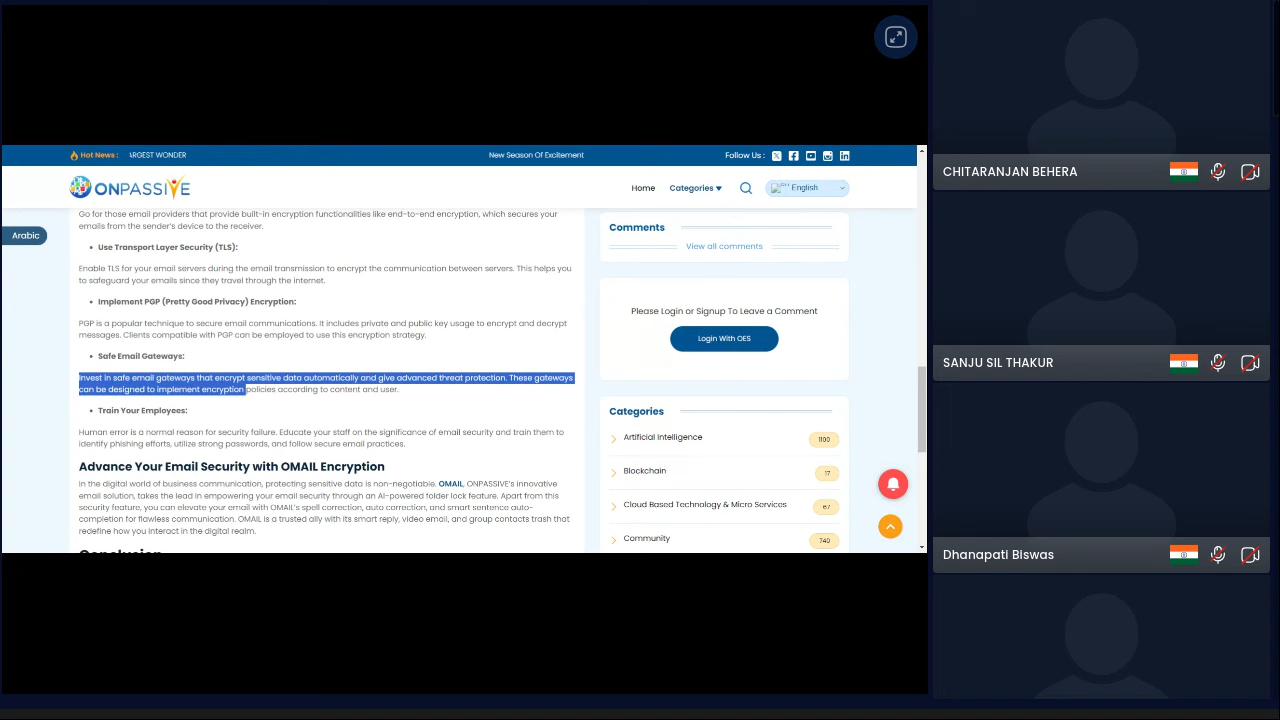 Hot News :
ARGEST WONDER
New Season Of Excitement
Follow Us :
ONPASSIVE
Home
Categories
English
Arabic
Go for those email providers that provide built-in encryption functionalities like end-to-end encryption, which secures your
emails from the sender's device to the receiver.
• Use Transport Layer Security (TLS):
Enable TLS for your email servers during the email transmission to encrypt the communication between servers. This helps you
to safeguard your emails since they travel through the internet.
• Implement PGP (Pretty Good Privacy) Encryption:
PGP is a popular technique to secure email communications. It includes private and public key usage to encrypt and decrypt
messages. Clients compatible with PGP can be employed to use this encryption strategy.
• Safe Email Gateways:
Invest in safe email gateways that encrypt sensitive data automatically and give advanced threat protection. These gateways
can be designed to implement encryption policies according to content and user.
• Train Your Employees:
Human error is a normal reason for security failure. Educate your staff on the significance of email security and train them to
identify phishing efforts, utilize strong passwords, and follow secure email practices.
Advance Your Email Security with OMAIL Encryption
In the digital world of business communication, protecting sensitive data is non-negotiable. OMAIL, ONPASSIVE's innovative
email solution, takes the lead in empowering your email security through an AI-powered folder lock feature. Apart from this
security feature, you can elevate your email with OMAIL's spell correction, auto correction, and smart sentence auto-
completion for flawless communication. OMAIL is a trusted ally with its smart reply, video email, and group contacts trash that
redefine how you interact in the digital realm.
Conclusion
Comments
View all comments
Please Login or Signup To Leave a Comment
Login With OES
Categories
Artificial Intelligence
1100
Blockchain
17
Cloud Based Technology & Micro Services
67
Community
740
CHITARANJAN BEHERA
SANJU SIL THAKUR
Dhanapati Biswas